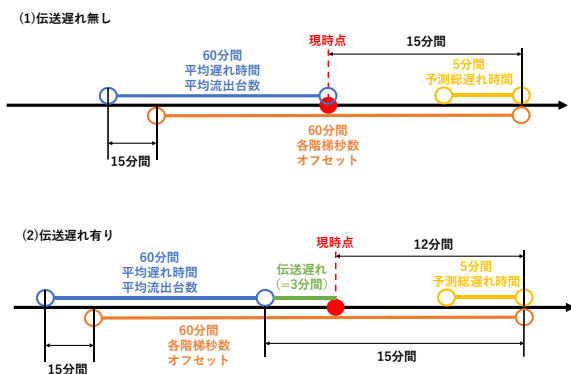 (1)伝送遅れ無し
現時点
15分間
60分間
平均遅れ時間
平均流出台数
5分間
予測総遅れ時間
60分間
各階梯秒数
オフセット
15分間
(2)伝送遅れ有り
現時点
12分間
60分間
平均遅れ時間
平均流出台数
伝送遅れ
(=3分間)
5分間
予測総遅れ時間
60分間
各階梯秒数
オフセット
15分間
15分間